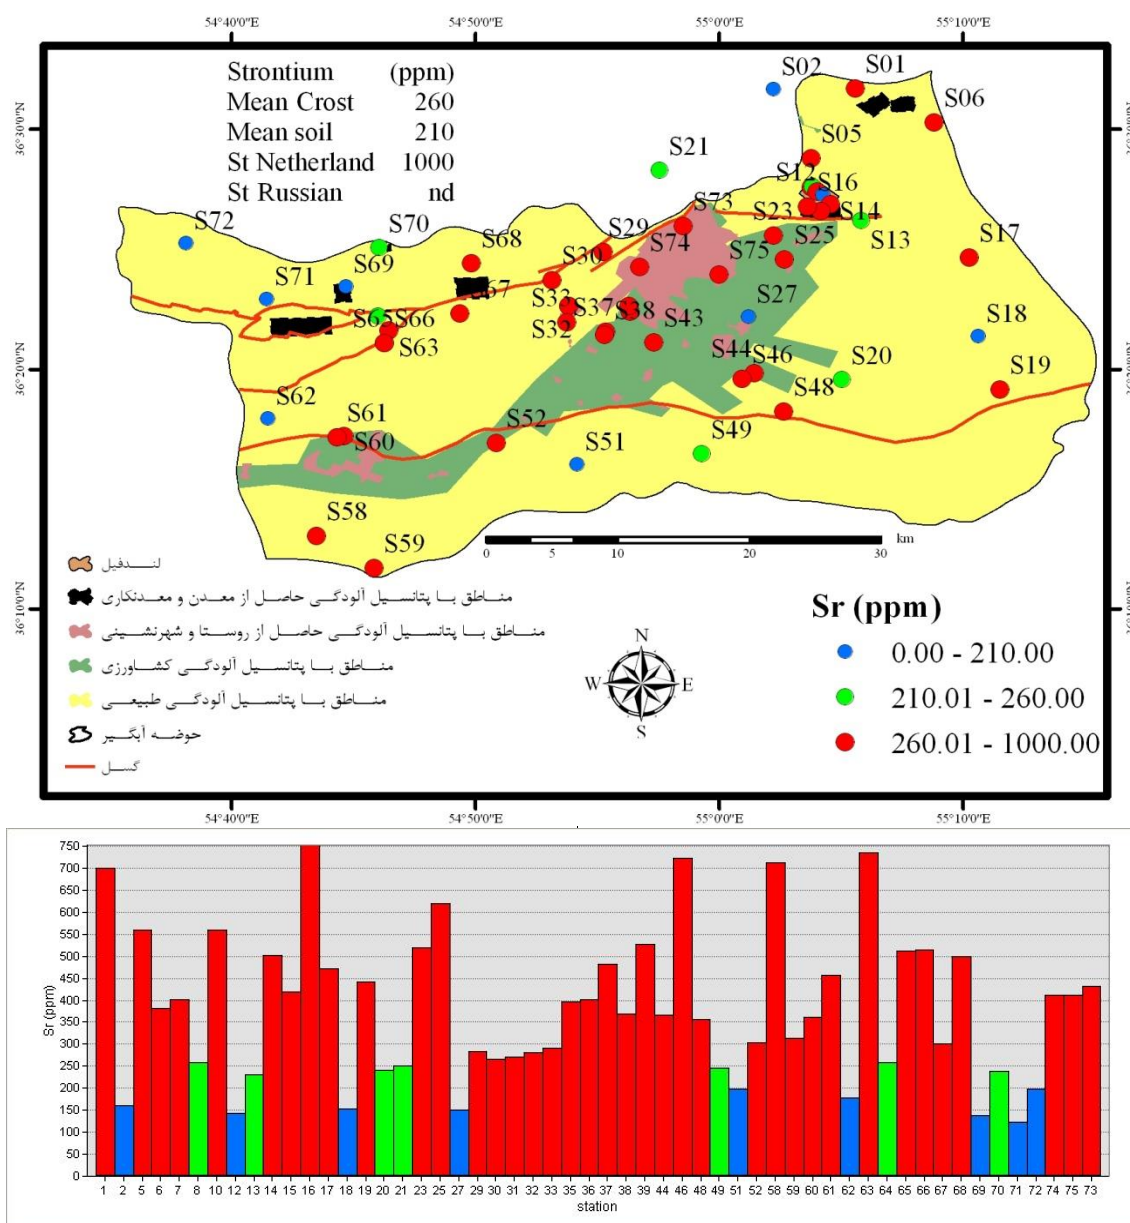 54°40'0"E 54°50'0"E 55°00'0"E 55°10'0"E
Strontium (ppm)
Mean Crost 260
Mean soil 210
St Netherland 1000
St Russian nd
36°30'0"N
36°20'0"N
36°10'0"N
S02
S01
S06
S05
S21
S12
S16
S14
S13
S23
S25
S73
S29
S74
S75
S30
S68
S70
S72
S69
S71
S17
S27
S18
S33
S37
S38
S32
S43
S65
S66
S63
S44
S46
S20
S19
S48
S62
S61
S60
S52
S51
S49
S58
S59
0 5 10 20 30 km
لندفیل
مناطق با پتانسیل آلودگی حاصل از معدن و معدنکاری
مناطق با پتانسیل آلودگی حاصل از روستا و شهرنشینی
مناطق با پتانسیل آلودگی کشاورزی
مناطق با پتانسیل آلودگی طبیعی
حوضه آبگیر
گسل
N
W E
S
Sr (ppm)
0.00 - 210.00
210.01 - 260.00
260.01 - 1000.00
54°40'0"E 54°50'0"E 55°00'0"E 55°10'0"E
750
700
650
600
550
500
450
400
350
300
250
200
150
100
50
0
Sr (ppm)
1 2 5 6 7 8 10 12 13 14 15 16 17 18 19 20 21 23 25 27 29 30 31 32 33 35 36 37 38 39 44 46 48 49 51 52 58 59 60 61 62 63 64 65 66 67 68 69 70 71 72 74 75 73
station